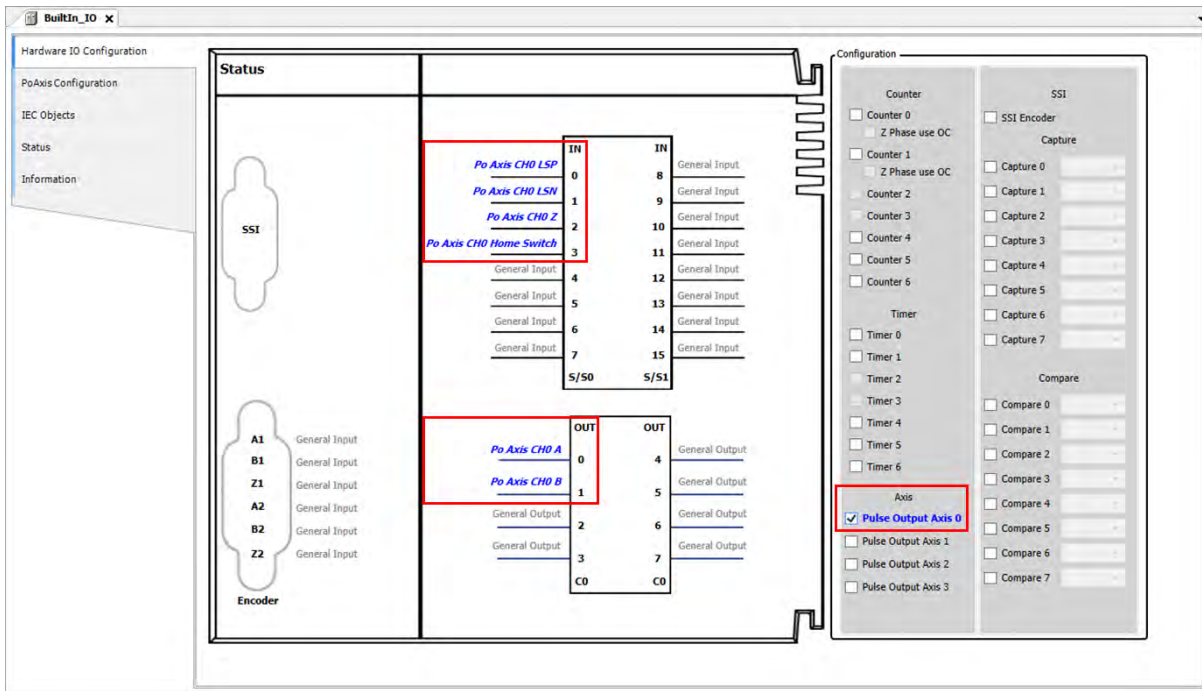 BuiltIn_IO X
Hardware IO Configuration
PoAxis Configuration
IEC Objects
Status
Information
Status
SSI
A1 General Input
B1 General Input
Z1 General Input
A2 General Input
B2 General Input
Z2 General Input
Encoder
IN IN
Po Axis CH0 LSP 0 8 General Input
Po Axis CH0 LSN 1 9 General Input
Po Axis CH0 Z 2 10 General Input
Po Axis CH0 Home Switch 3 11 General Input
General Input 4 12 General Input
General Input 5 13 General Input
General Input 6 14 General Input
General Input 7 15 General Input
S/S0 S/S1
OUT OUT
Po Axis CH0 A 0 4 General Output
Po Axis CH0 B 1 5 General Output
General Output 2 6 General Output
General Output 3 7 General Output
C0 C0
Configuration
Counter
Counter 0
Z Phase use OC
Counter 1
Z Phase use OC
Counter 2
Counter 3
Counter 4
Counter 5
Counter 6
Timer
Timer 0
Timer 1
Timer 2
Timer 3
Timer 4
Timer 5
Timer 6
Axis
Pulse Output Axis 0
Pulse Output Axis 1
Pulse Output Axis 2
Pulse Output Axis 3
SSI
SSI Encoder
Capture
Capture 0
Capture 1
Capture 2
Capture 3
Capture 4
Capture 5
Capture 6
Capture 7
Compare
Compare 0
Compare 1
Compare 2
Compare 3
Compare 4
Compare 5
Compare 6
Compare 7